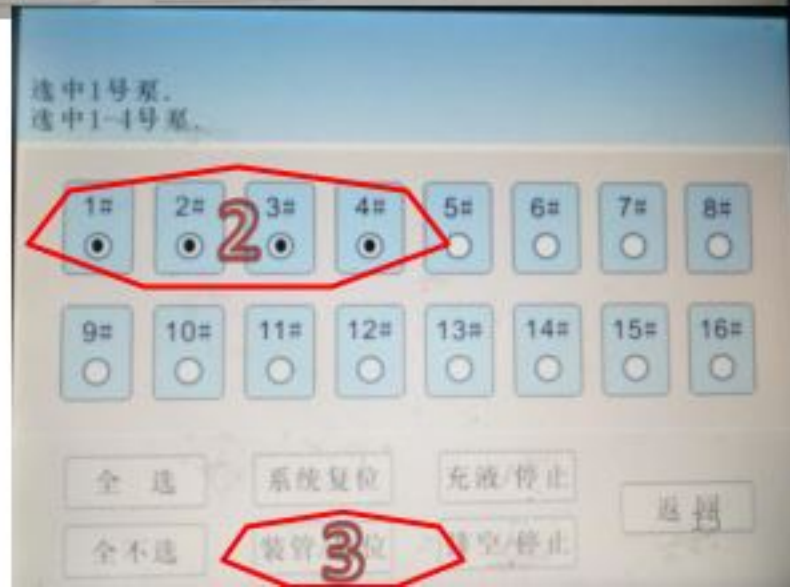 选中1号泵.
选中1-4号泵.
1# 2# 3# 4# 5# 6# 7# 8#
2
9# 10# 11# 12# 13# 14# 15# 16#
全 选 系统复位 充液/停止
返 回
全不选 装管 位 排空/停止
3